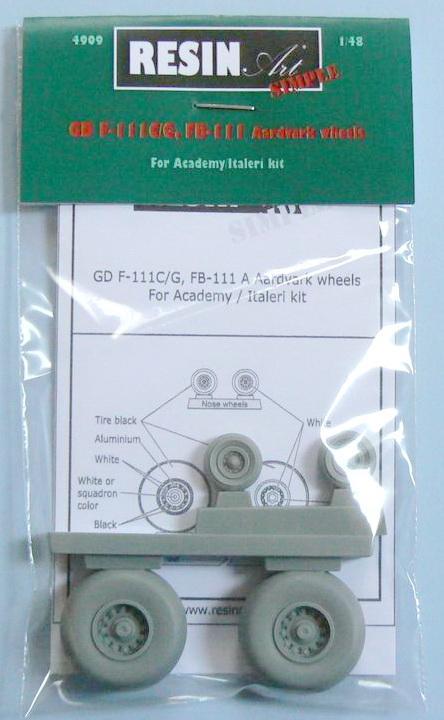 4909
RESIN Art
1/48
SIMPLE
GD F-111C/G, FB-111 Aardvark wheels
For Academy/Italeri kit
SIMPLE
GD F-111C/G, FB-111 A Aardvark wheels
For Academy / Italeri kit
Nose wheels
Tire black
White
Aluminium
White
White or
squadron
color
Black